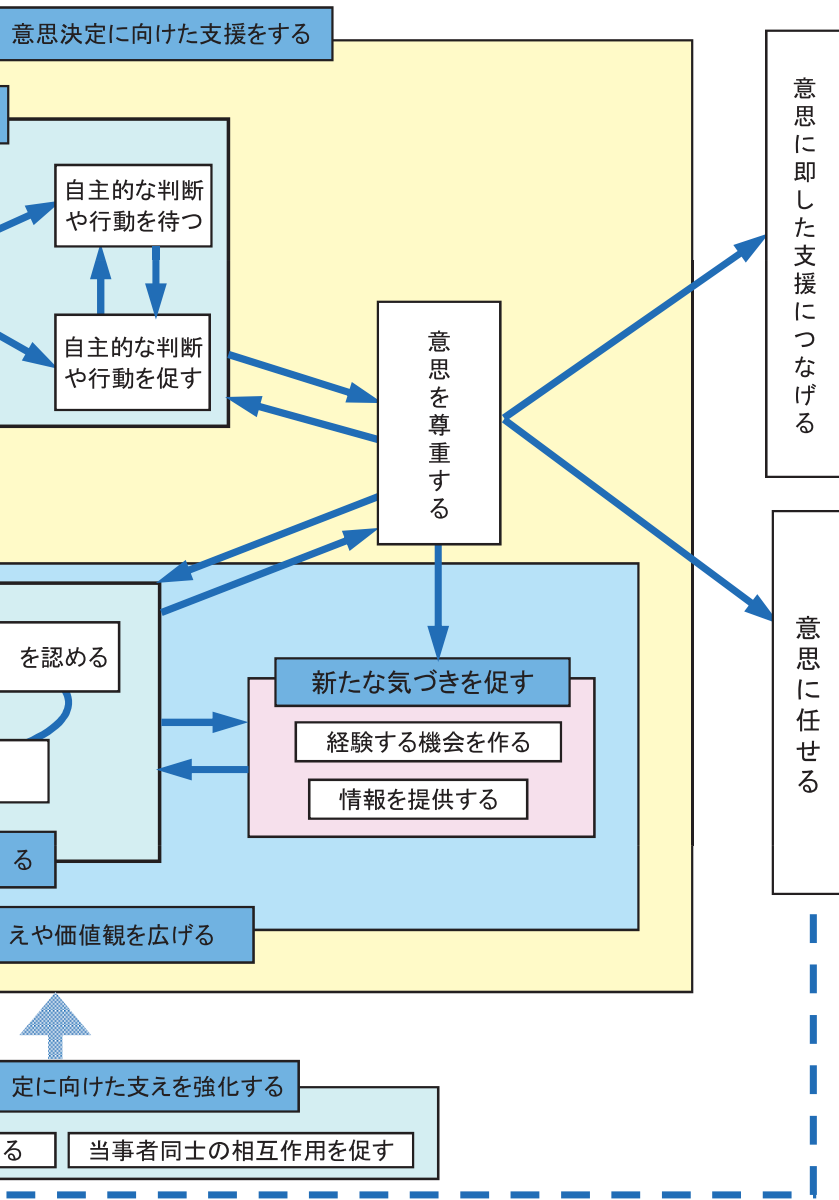 意思決定に向けた支援をする
自主的な判断
や行動を待つ
自主的な判断
や行動を促す
意思を尊重する
意思に即した支援につなげる
意思に任せる
を認める
新たな気づきを促す
経験する機会を作る
情報を提供する
る
えや価値観を広げる
定に向けた支えを強化する
る
当事者同士の相互作用を促す